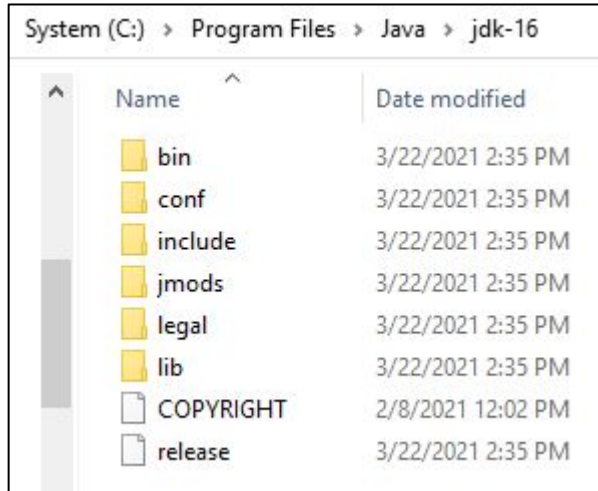 System (C:) > Program Files > Java > jdk-16
Name Date modified
bin 3/22/2021 2:35 PM
conf 3/22/2021 2:35 PM
include 3/22/2021 2:35 PM
jmods 3/22/2021 2:35 PM
legal 3/22/2021 2:35 PM
lib 3/22/2021 2:35 PM
COPYRIGHT 2/8/2021 12:02 PM
release 3/22/2021 2:35 PM